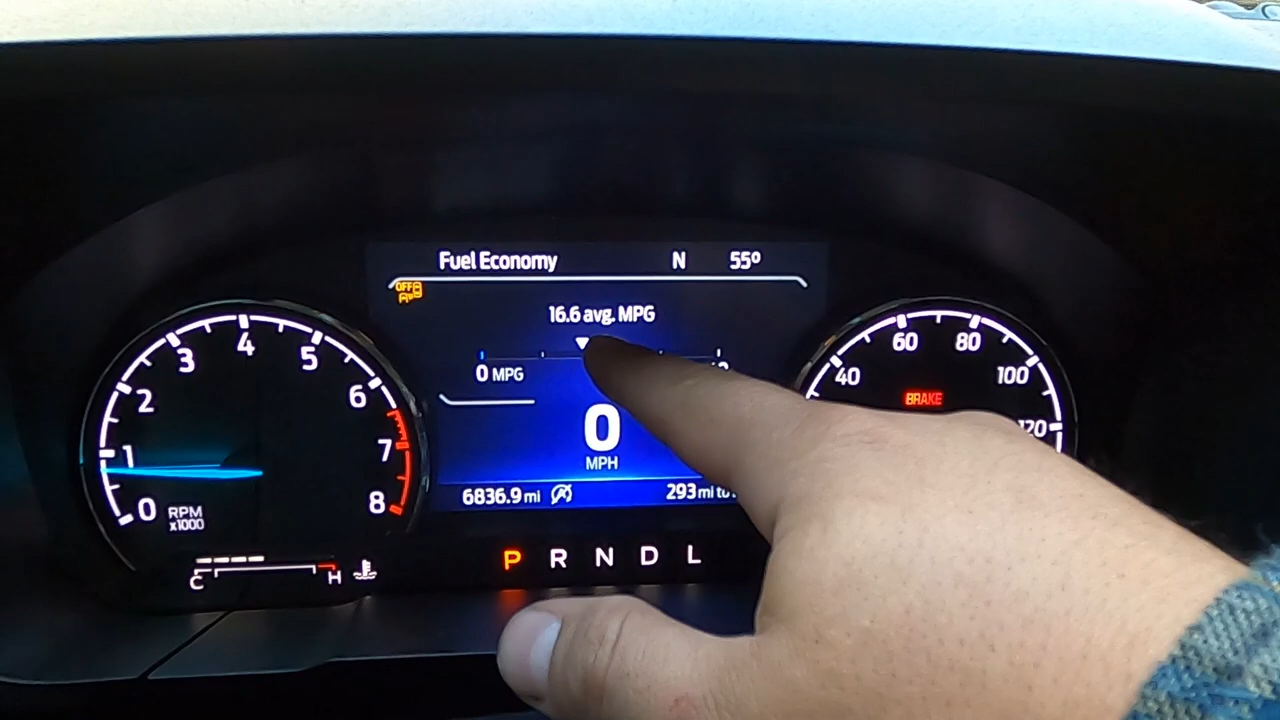 Fuel Economy N 55º
OFF
16.6 avg. MPG
0 MPG
0
MPH
6836.9 mi 293 mi to
0 1 2 3 4 5 6 7 8
RPM
x1000
C H
40 60 80 100 120
BRAKE
P R N D L